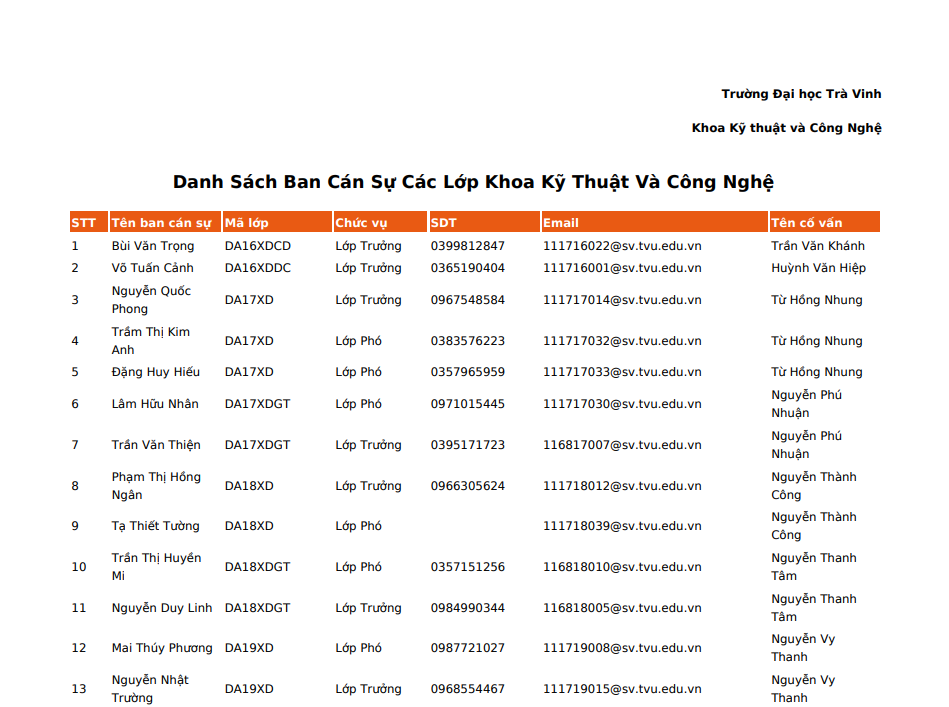 Trường Đại học Trà Vinh
Khoa Kỹ thuật và Công Nghệ
Danh Sách Ban Cán Sự Các Lớp Khoa Kỹ Thuật Và Công Nghệ
STT Tên ban cán sự Mã lớp Chức vụ SDT Email Tên cố vấn
1 Bùi Văn Trọng DA16XDCD Lớp Trưởng 0399812847 111716022@sv.tvu.edu.vn Trần Văn Khánh
2 Võ Tuấn Cảnh DA16XDDC Lớp Trưởng 0365190404 111716001@sv.tvu.edu.vn Huỳnh Văn Hiệp
3 Nguyễn Quốc Phong DA17XD Lớp Trưởng 0967548584 111717014@sv.tvu.edu.vn Từ Hồng Nhung
4 Trầm Thị Kim Anh DA17XD Lớp Phó 0383576223 111717032@sv.tvu.edu.vn Từ Hồng Nhung
5 Đặng Huy Hiếu DA17XD Lớp Phó 0357965959 111717033@sv.tvu.edu.vn Từ Hồng Nhung
6 Lâm Hữu Nhân DA17XDGT Lớp Phó 0971015445 111717030@sv.tvu.edu.vn Nguyễn Phú Nhuận
7 Trần Văn Thiện DA17XDGT Lớp Trưởng 0395171723 116817007@sv.tvu.edu.vn Nguyễn Phú Nhuận
8 Phạm Thị Hồng Ngân DA18XD Lớp Trưởng 0966305624 111718012@sv.tvu.edu.vn Nguyễn Thành Công
9 Tạ Thiết Tường DA18XD Lớp Phó 111718039@sv.tvu.edu.vn Nguyễn Thành Công
10 Trần Thị Huyền Mi DA18XDGT Lớp Phó 0357151256 116818010@sv.tvu.edu.vn Nguyễn Thanh Tâm
11 Nguyễn Duy Linh DA18XDGT Lớp Trưởng 0984990344 116818005@sv.tvu.edu.vn Nguyễn Thanh Tâm
12 Mai Thúy Phương DA19XD Lớp Phó 0987721027 111719008@sv.tvu.edu.vn Nguyễn Vy Thanh
13 Nguyễn Nhật Trường DA19XD Lớp Trưởng 0968554467 111719015@sv.tvu.edu.vn Nguyễn Vy Thanh